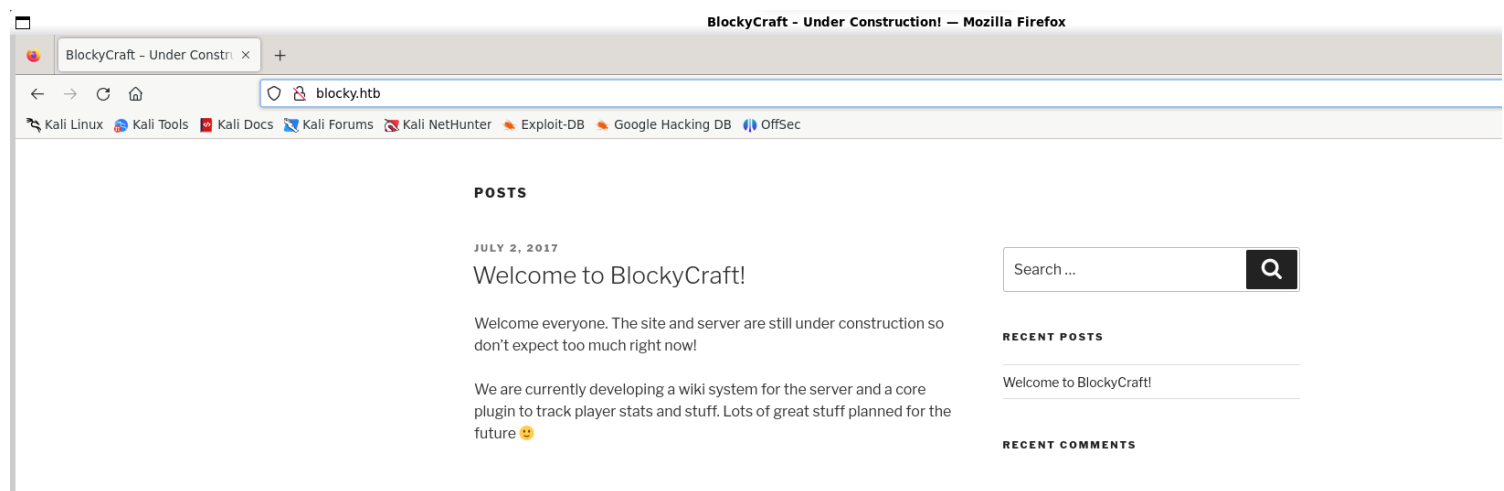 BlockyCraft – Under Construction! — Mozilla Firefox
BlockyCraft – Under Constru
blocky.htb
Kali Linux Kali Tools Kali Docs Kali Forums Kali NetHunter Exploit-DB Google Hacking DB OffSec
POSTS
JULY 2, 2017
Welcome to BlockyCraft!
Welcome everyone. The site and server are still under construction so
don't expect too much right now!
We are currently developing a wiki system for the server and a core
plugin to track player stats and stuff. Lots of great stuff planned for the
future 🙂
Search …
RECENT POSTS
Welcome to BlockyCraft!
RECENT COMMENTS